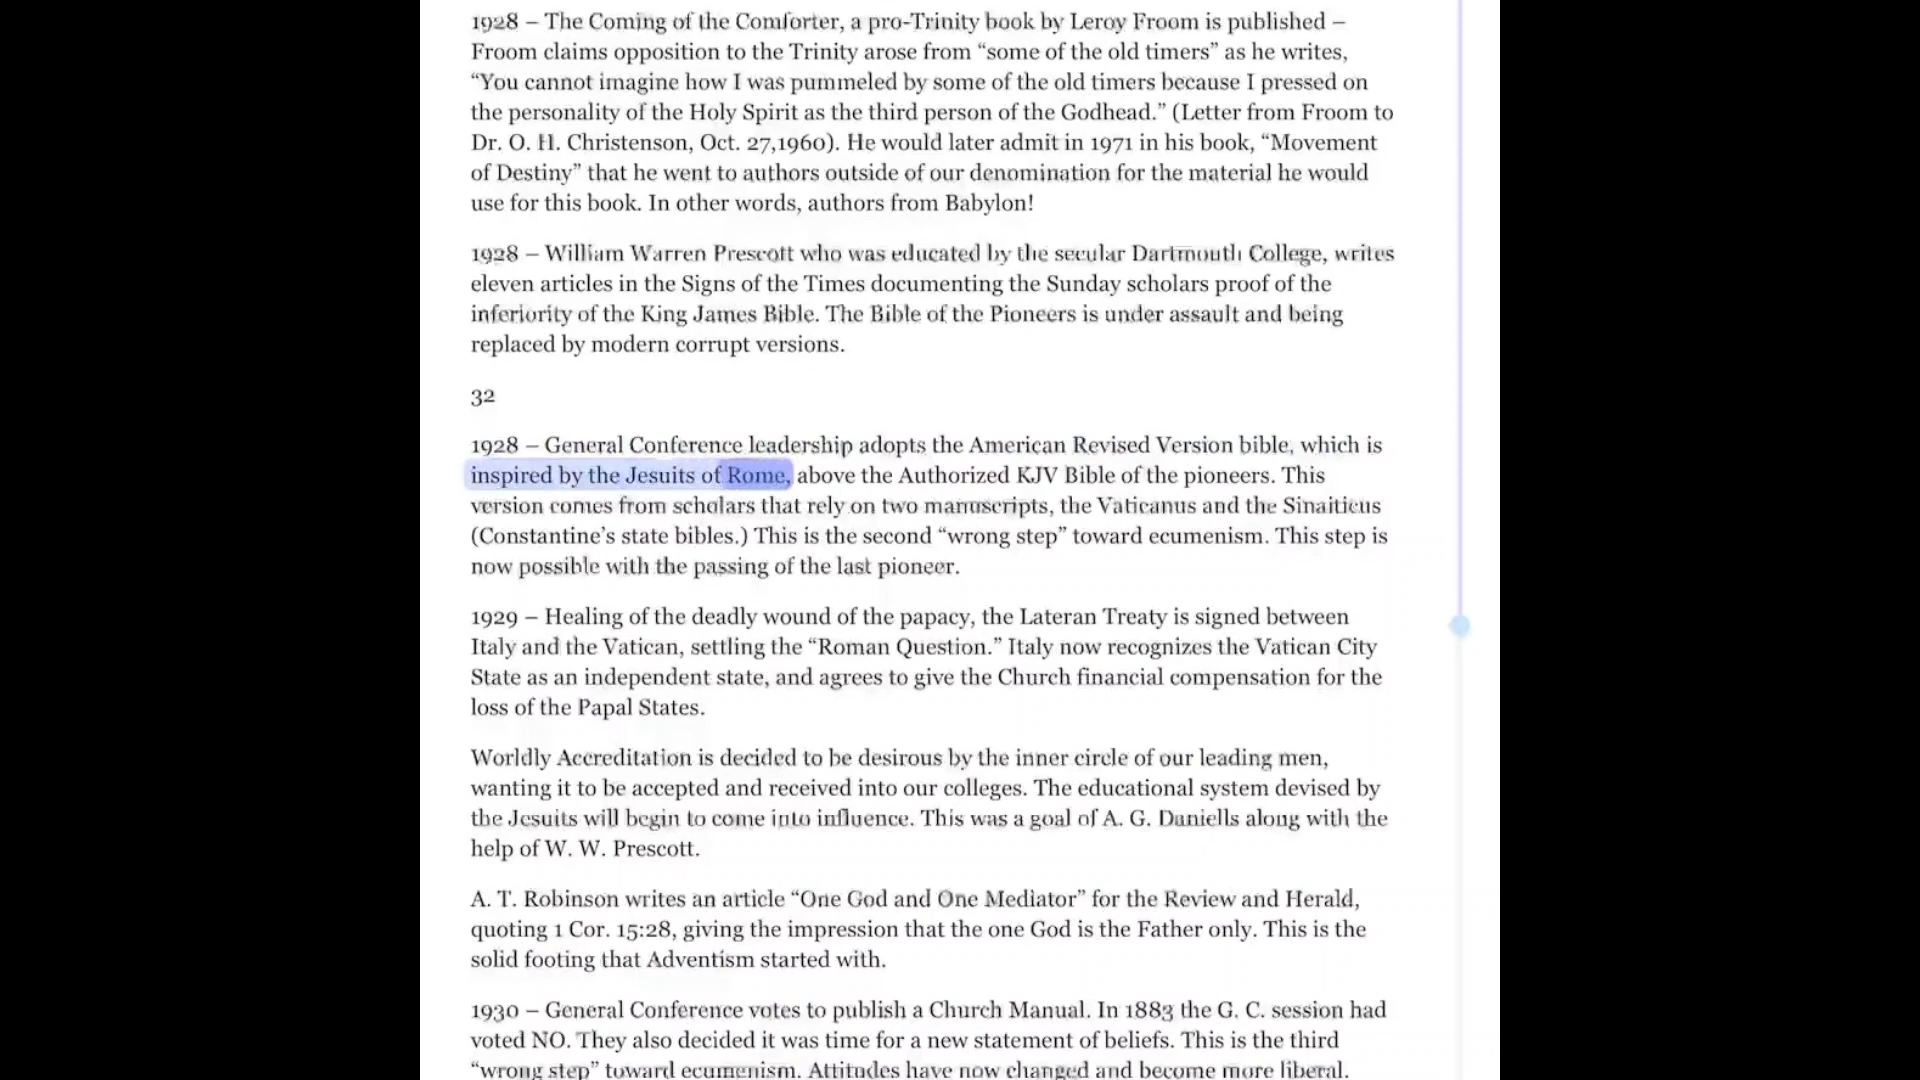 1928 – The Coming of the Comforter, a pro-Trinity book by Leroy Froom is published –
Froom claims opposition to the Trinity arose from “some of the old timers” as he writes,
“You cannot imagine how I was pummeled by some of the old timers because I pressed on
the personality of the Holy Spirit as the third person of the Godhead.” (Letter from Froom to
Dr. O. H. Christenson, Oct. 27,1960). He would later admit in 1971 in his book, “Movement
of Destiny” that he went to authors outside of our denomination for the material he would
use for this book. In other words, authors from Babylon!
1928 – William Warren Prescott who was educated by the secular Dartmouth College, writes
eleven articles in the Signs of the Times documenting the Sunday scholars proof of the
inferiority of the King James Bible. The Bible of the Pioneers is under assault and being
replaced by modern corrupt versions.
32
1928 – General Conference leadership adopts the American Revised Version bible, which is
inspired by the Jesuits of Rome, above the Authorized KJV Bible of the pioneers. This
version comes from scholars that rely on two manuscripts, the Vaticanus and the Sinaiticus
(Constantine’s state bibles.) This is the second “wrong step” toward ecumenism. This step is
now possible with the passing of the last pioneer.
1929 – Healing of the deadly wound of the papacy, the Lateran Treaty is signed between
Italy and the Vatican, settling the “Roman Question.” Italy now recognizes the Vatican City
State as an independent state, and agrees to give the Church financial compensation for the
loss of the Papal States.
Worldly Accreditation is decided to be desirous by the inner circle of our leading men,
wanting it to be accepted and received into our colleges. The educational system devised by
the Jesuits will begin to come into influence. This was a goal of A. G. Daniells along with the
help of W. W. Prescott.
A. T. Robinson writes an article “One God and One Mediator” for the Review and Herald,
quoting 1 Cor. 15:28, giving the impression that the one God is the Father only. This is the
solid footing that Adventism started with.
1930 – General Conference votes to publish a Church Manual. In 1883 the G. C. session had
voted NO. They also decided it was time for a new statement of beliefs. This is the third
“wrong step” toward ecumenism. Attitudes have now changed and become more liberal.